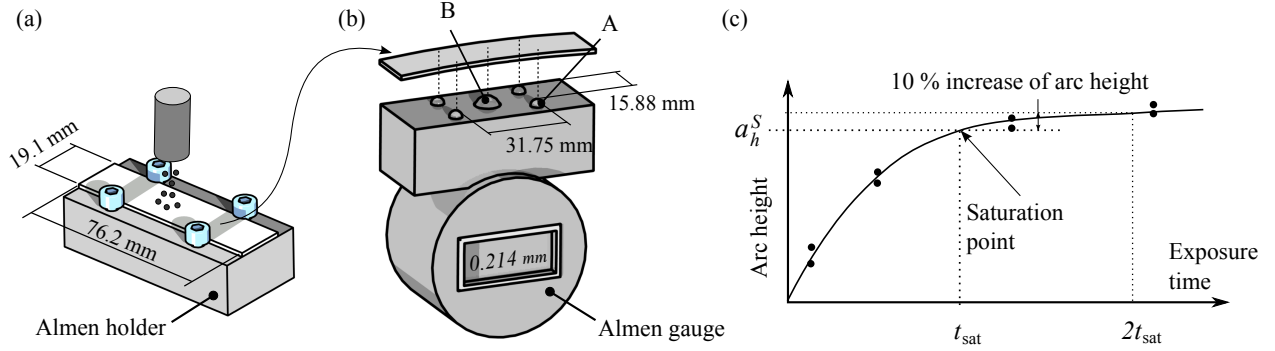 (a)
19.1 mm
76.2 mm
Almen holder
(b)
B
A
15.88 mm
31.75 mm
0.214 mm
Almen gauge
(c)
10 % increase of arc height
a_h^S
Arc height
Saturation
point
Exposure
time
t_sat
2t_sat